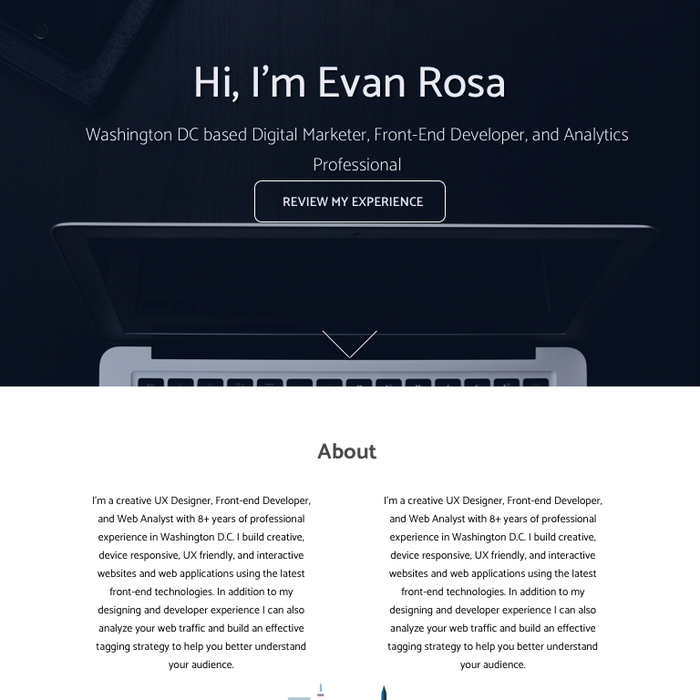 Hi, I'm Evan Rosa
Washington DC based Digital Marketer, Front-End Developer, and Analytics
Professional
REVIEW MY EXPERIENCE
About
I'm a creative UX Designer, Front-end Developer,
and Web Analyst with 8+ years of professional
experience in Washington D.C. I build creative,
device responsive, UX friendly, and interactive
websites and web applications using the latest
front-end technologies. In addition to my
designing and developer experience I can also
analyze your web traffic and build an effective
tagging strategy to help you better understand
your audience.
I'm a creative UX Designer, Front-end Developer,
and Web Analyst with 8+ years of professional
experience in Washington D.C. I build creative,
device responsive, UX friendly, and interactive
websites and web applications using the latest
front-end technologies. In addition to my
designing and developer experience I can also
analyze your web traffic and build an effective
tagging strategy to help you better understand
your audience.